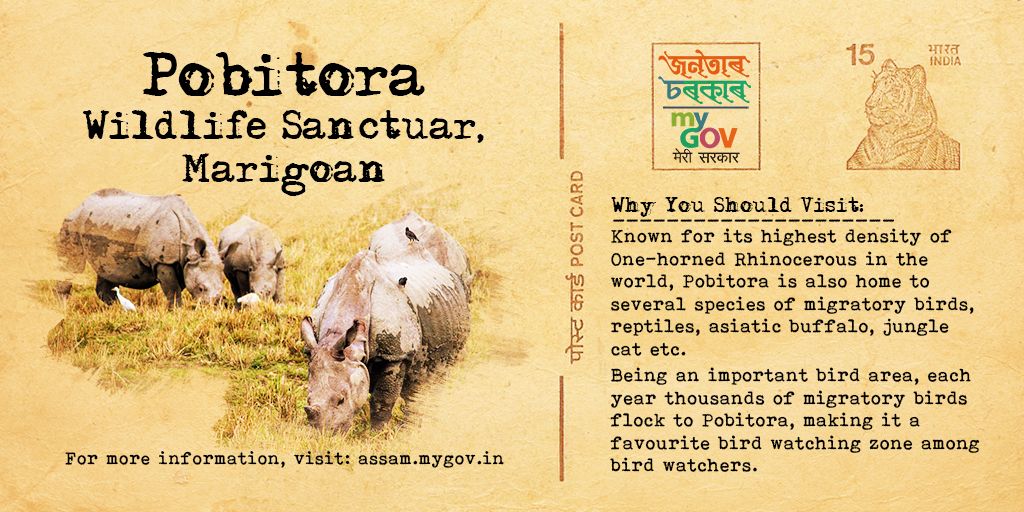 Pobitora
Wildlife Sanctuar,
Marigoan
For more information, visit: assam.mygov.in
पोस्ट कार्ड POST CARD
জনতাৰ
চৰকাৰ
my
GOV
मेरी सरकार
15
भारत
INDIA
Why You Should Visit:
Known for its highest density of
One-horned Rhinocerous in the
world, Pobitora is also home to
several species of migratory birds,
reptiles, asiatic buffalo, jungle
cat etc.
Being an important bird area, each
year thousands of migratory birds
flock to Pobitora, making it a
favourite bird watching zone among
bird watchers.